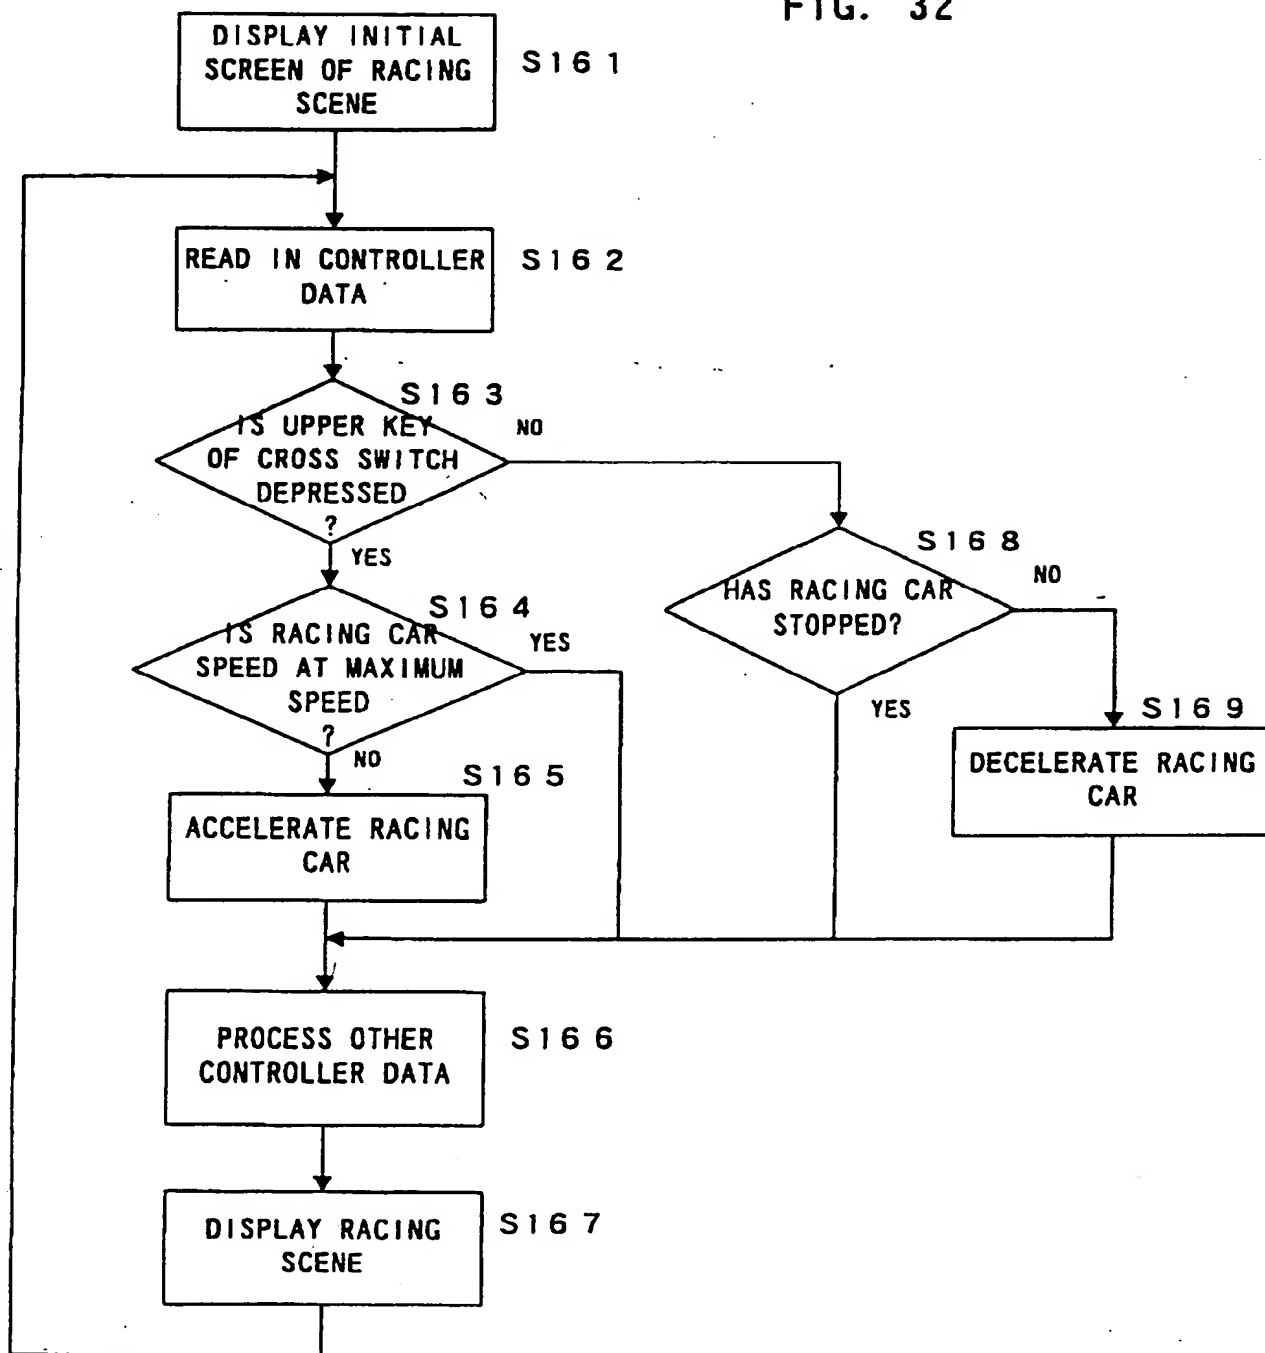 FIG. 32
DISPLAY INITIAL
SCREEN OF RACING
SCENE
S161
READ IN CONTROLLER
DATA
S162
S163
IS UPPER KEY
OF CROSS SWITCH
DEPRESSED
?
NO
YES
S164
IS RACING CAR
SPEED AT MAXIMUM
SPEED
?
YES
NO
S168
HAS RACING CAR
STOPPED?
NO
YES
S165
ACCELERATE RACING
CAR
S169
DECELERATE RACING
CAR
PROCESS OTHER
CONTROLLER DATA
S166
DISPLAY RACING
SCENE
S167